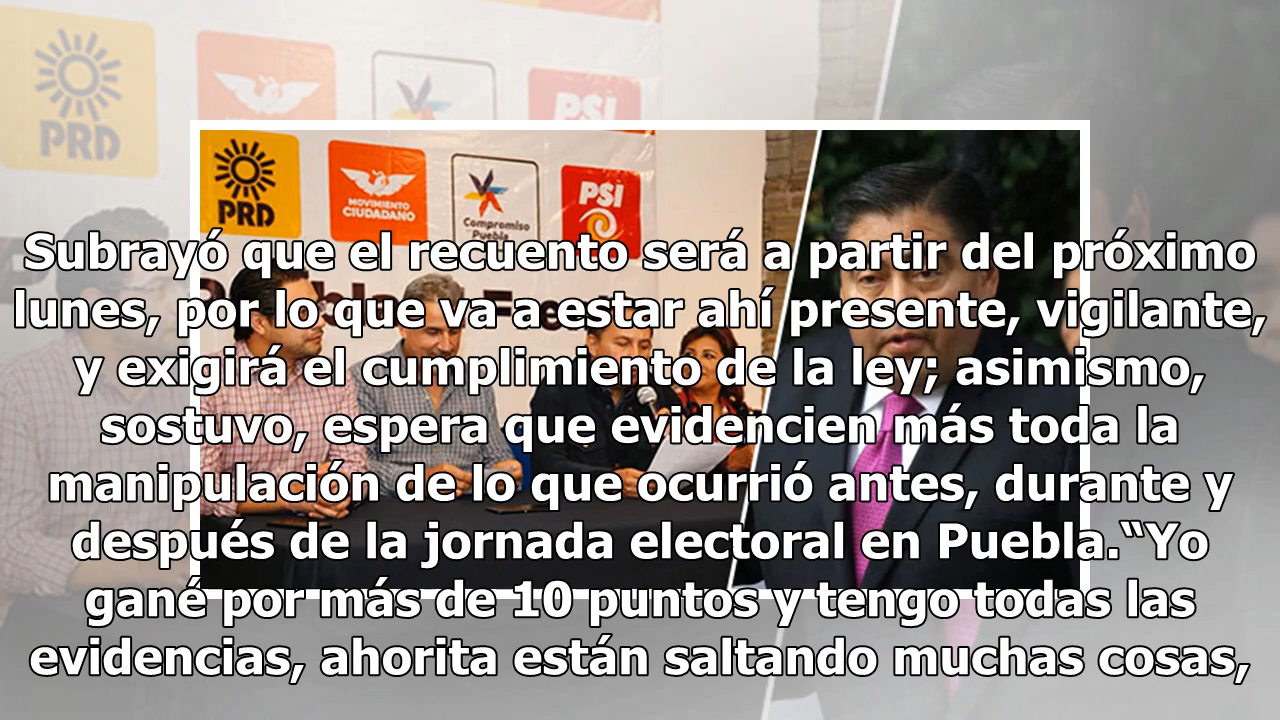 PRD
PSI
PRD
MOVIMIENTO
CIUDADANO
Compromiso
Puebla
PSI
Subrayó que el recuento será a partir del próximo
lunes, por lo que va a estar ahí presente, vigilante,
y exigirá el cumplimiento de la ley; asimismo,
sostuvo, espera que evidencien más toda la
manipulación de lo que ocurrió antes, durante y
después de la jornada electoral en Puebla.“Yo
gané por más de 10 puntos y tengo todas las
evidencias, ahorita están saltando muchas cosas,